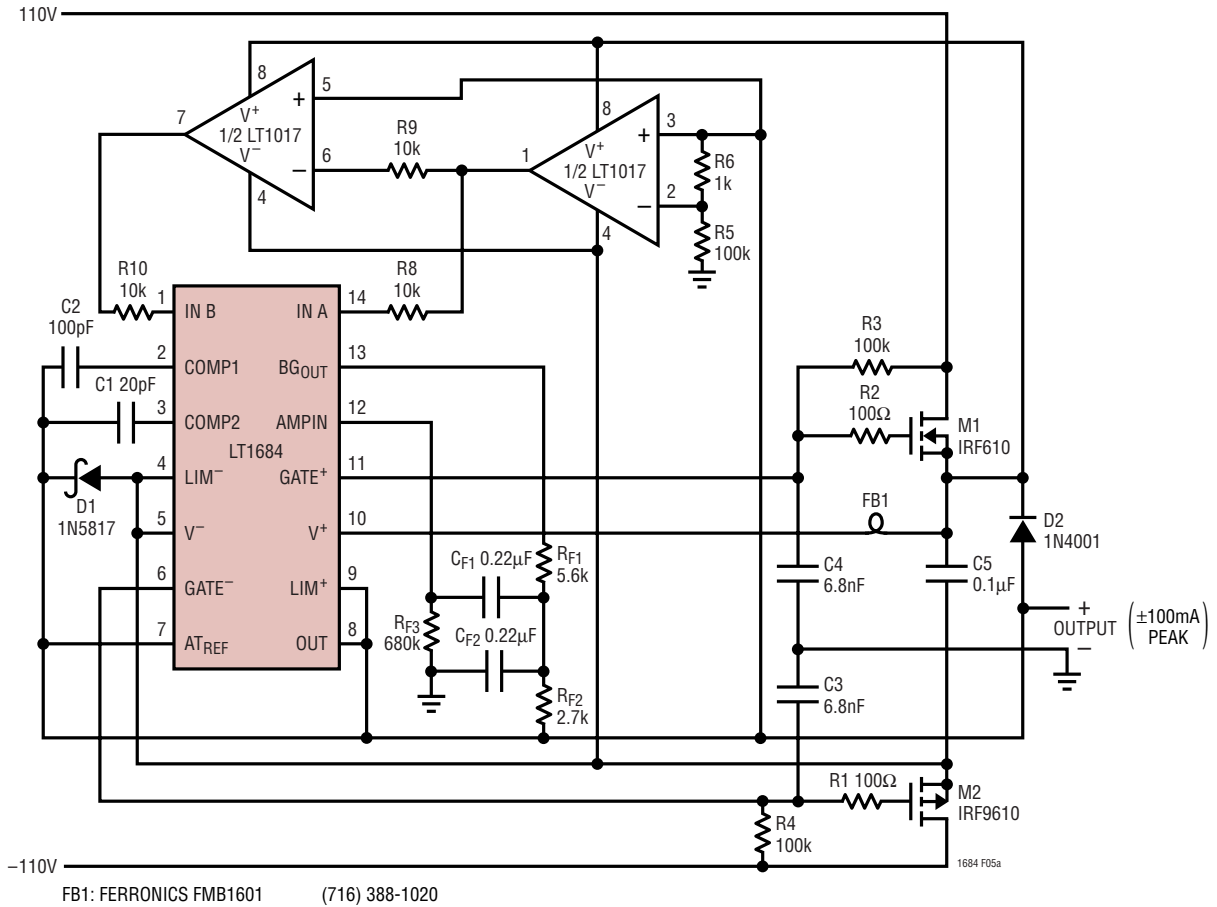 110V
8
5
+
7
V+
1/2 LT1017
V−
6
−
4
R9
10k
8
3
+
1
V+
1/2 LT1017
V−
2
−
4
R6
1k
R5
100k
R10
10k
1
IN B
IN A
14
R8
10k
C2
100pF
2
COMP1
BGOUT
13
C1 20pF
3
COMP2
AMPIN
12
LT1684
4
LIM−
GATE+
11
D1
1N5817
5
V−
V+
10
6
GATE−
LIM+
9
7
ATREF
OUT
8
R3
100k
R2
100Ω
M1
IRF610
FB1
D2
1N4001
CF1 0.22µF
RF1
5.6k
RF3
680k
CF2 0.22µF
RF2
2.7k
C4
6.8nF
C5
0.1µF
+
OUTPUT
−
(±100mA
PEAK)
C3
6.8nF
R1 100Ω
M2
IRF9610
R4
100k
−110V
1684 F05a
FB1: FERRONICS FMB1601 (716) 388-1020